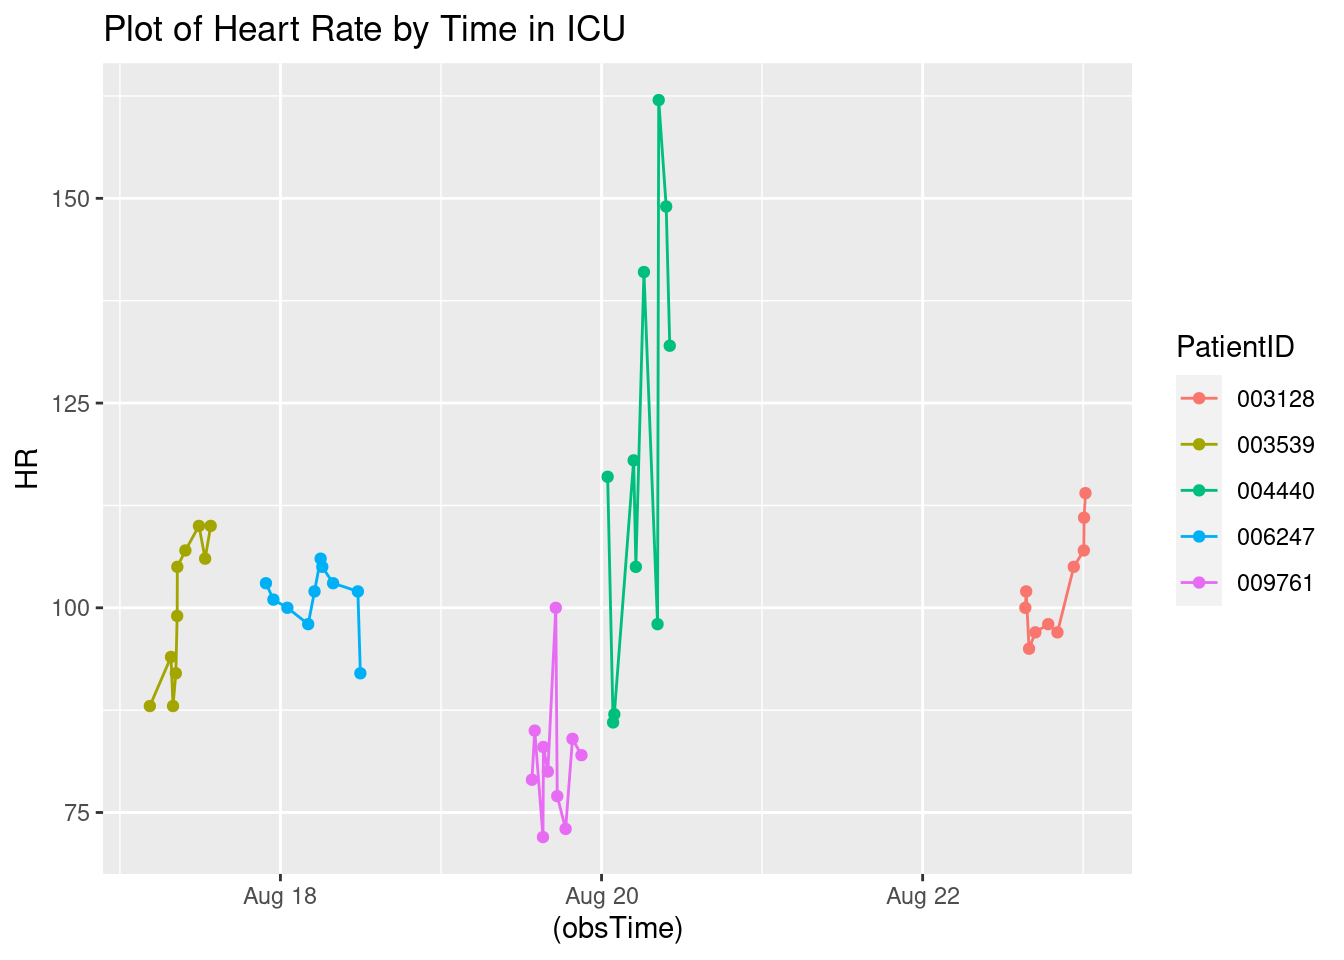 Plot of Heart Rate by Time in ICU
150
125
100
75
HR
Aug 18
Aug 20
Aug 22
(obsTime)
PatientID
003128
003539
004440
006247
009761